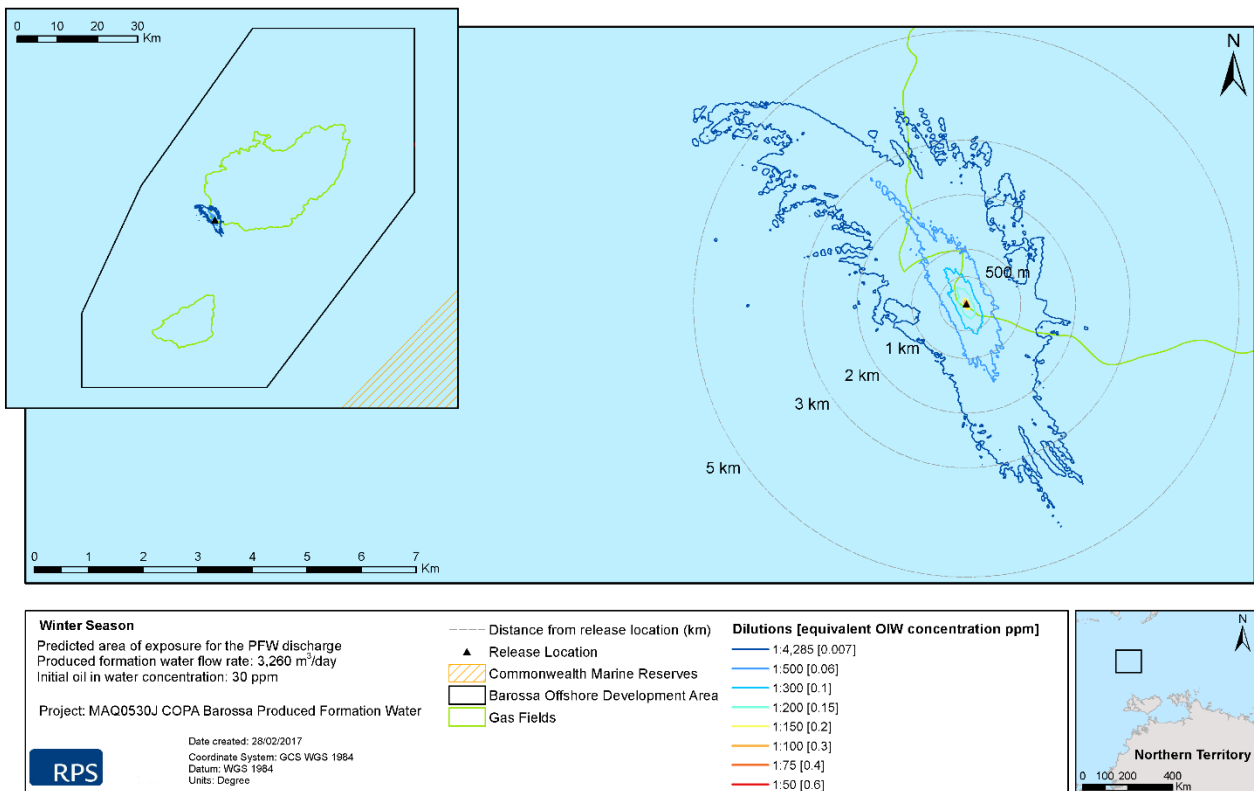 0 10 20 30
Km
N
500 m
1 km
2 km
3 km
5 km
0 1 2 3 4 5 6 7
Km
Winter Season
Predicted area of exposure for the PFW discharge
Produced formation water flow rate: 3,260 m³/day
Initial oil in water concentration: 30 ppm
Project: MAQ0530J COPA Barossa Produced Formation Water
RPS
Date created: 28/02/2017
Coordinate System: GCS WGS 1984
Datum: WGS 1984
Units: Degree
Distance from release location (km)
Release Location
Commonwealth Marine Reserves
Barossa Offshore Development Area
Gas Fields
Dilutions [equivalent OIW concentration ppm]
1:4,285 [0.007]
1:500 [0.06]
1:300 [0.1]
1:200 [0.15]
1:150 [0.2]
1:100 [0.3]
1:75 [0.4]
1:50 [0.6]
N
Northern Territory
0 100 200 400
Km